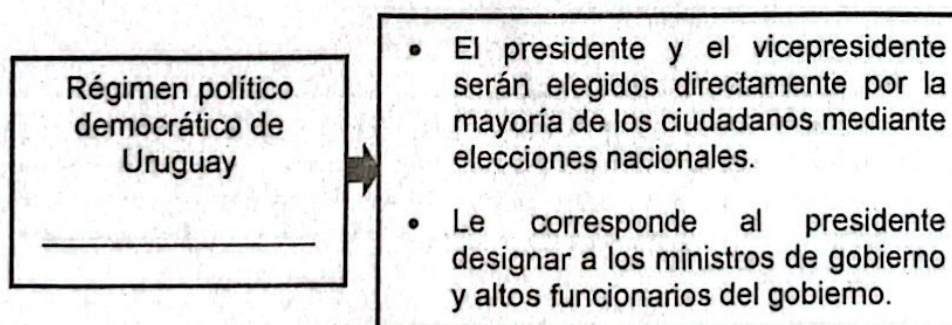 Régimen político
democrático de
Uruguay
• El presidente y el vicepresidente
serán elegidos directamente por la
mayoría de los ciudadanos mediante
elecciones nacionales.
• Le corresponde al presidente
designar a los ministros de gobierno
y altos funcionarios del gobierno.